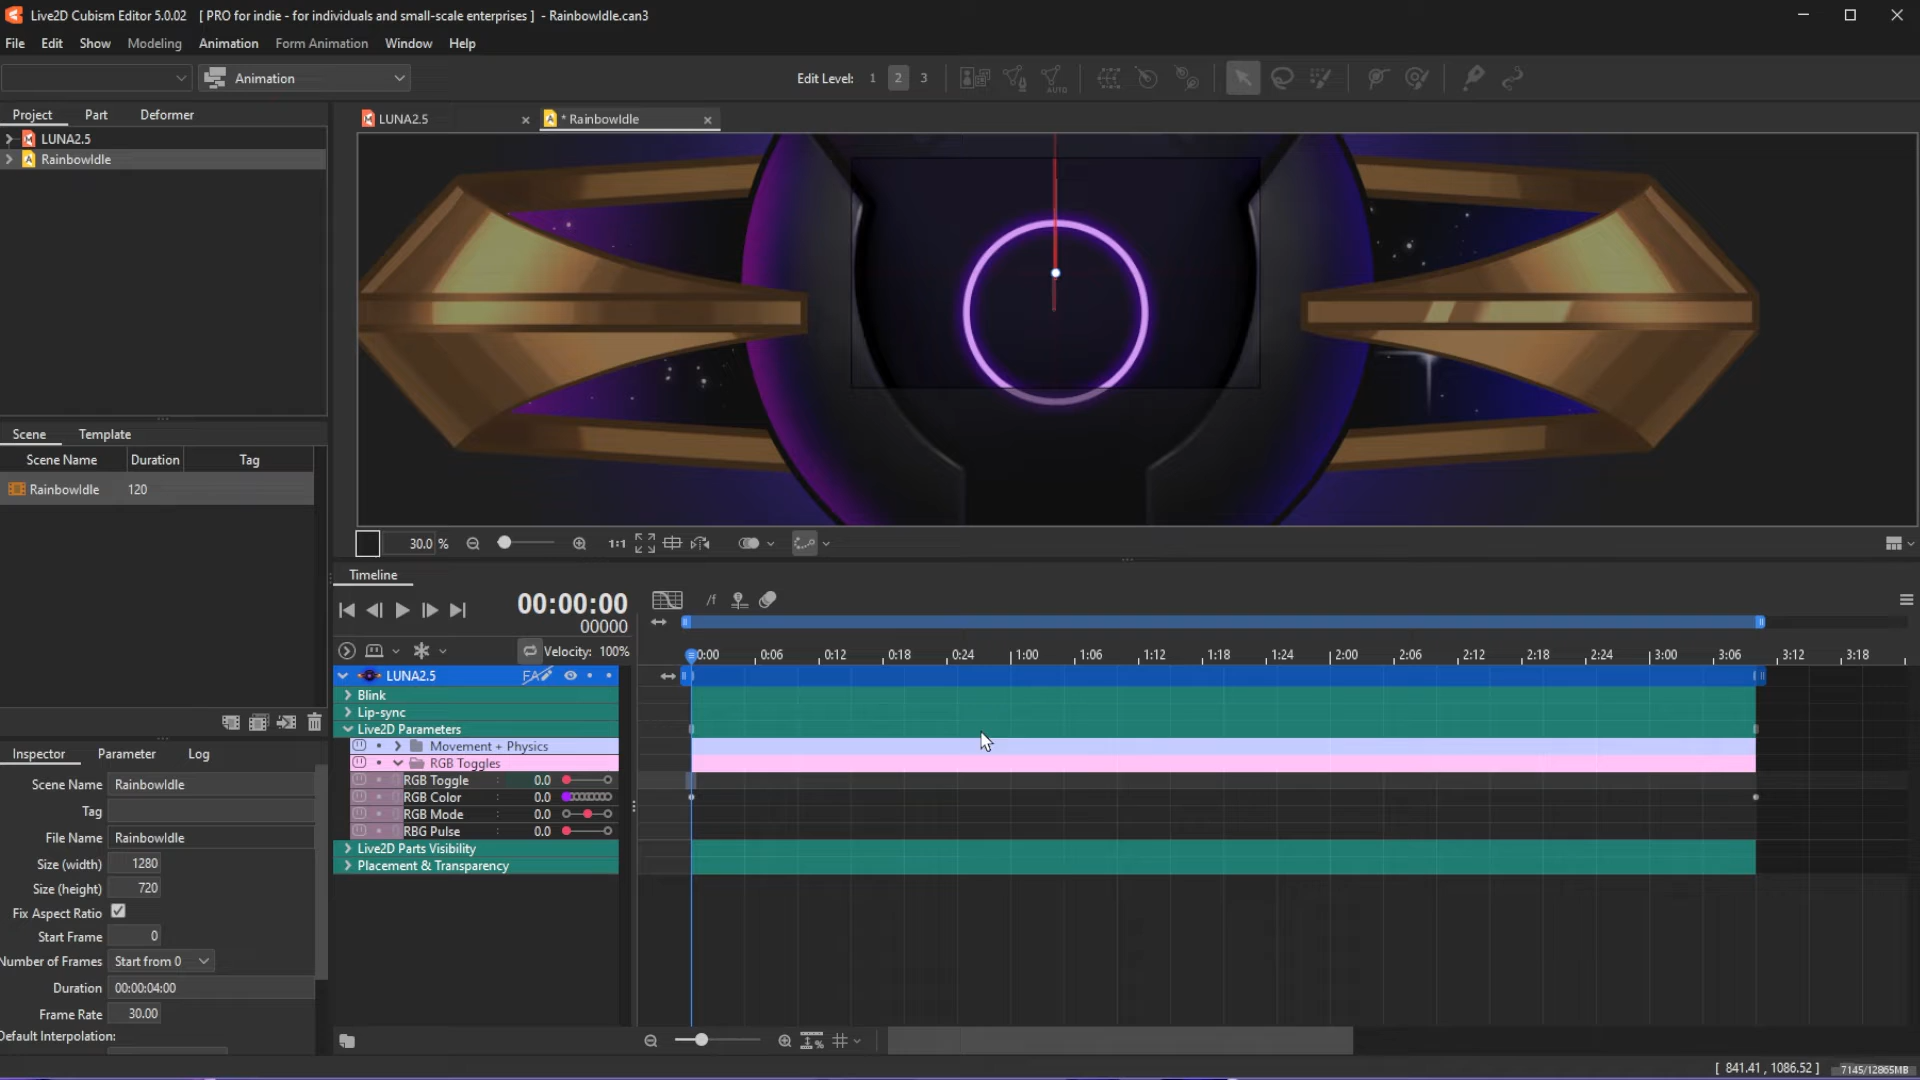 Live2D Cubism Editor 5.0.02 [ PRO for indie - for individuals and small-scale enterprises ] - RainbowIdle.can3
File Edit Show Modeling Animation Form Animation Window Help
Animation
Edit Level: 1 2 3
AUTO
Project Part Deformer
LUNA2.5
* RainbowIdle
LUNA2.5
RainbowIdle
Scene Template
Scene Name Duration Tag
RainbowIdle 120
30.0 %
1:1
Timeline
00:00:00
00000
/f
Velocity: 100%
0:00 0:06 0:12 0:18 0:24 1:00 1:06 1:12 1:18 1:24 2:00 2:06 2:12 2:18 2:24 3:00 3:06 3:12 3:18
LUNA2.5 FA
Blink
Lip-sync
Live2D Parameters
Movement + Physics
RGB Toggles
RGB Toggle : 0.0
RGB Color : 0.0
RGB Mode : 0.0
RBG Pulse : 0.0
Live2D Parts Visibility
Placement & Transparency
Inspector Parameter Log
Scene Name RainbowIdle
Tag
File Name RainbowIdle
Size (width) 1280
Size (height) 720
Fix Aspect Ratio
Start Frame 0
Number of Frames Start from 0
Duration 00:00:04:00
Frame Rate 30.00
Default Interpolation:
[ 841.41 , 1086.52 ] 7145/12865MB